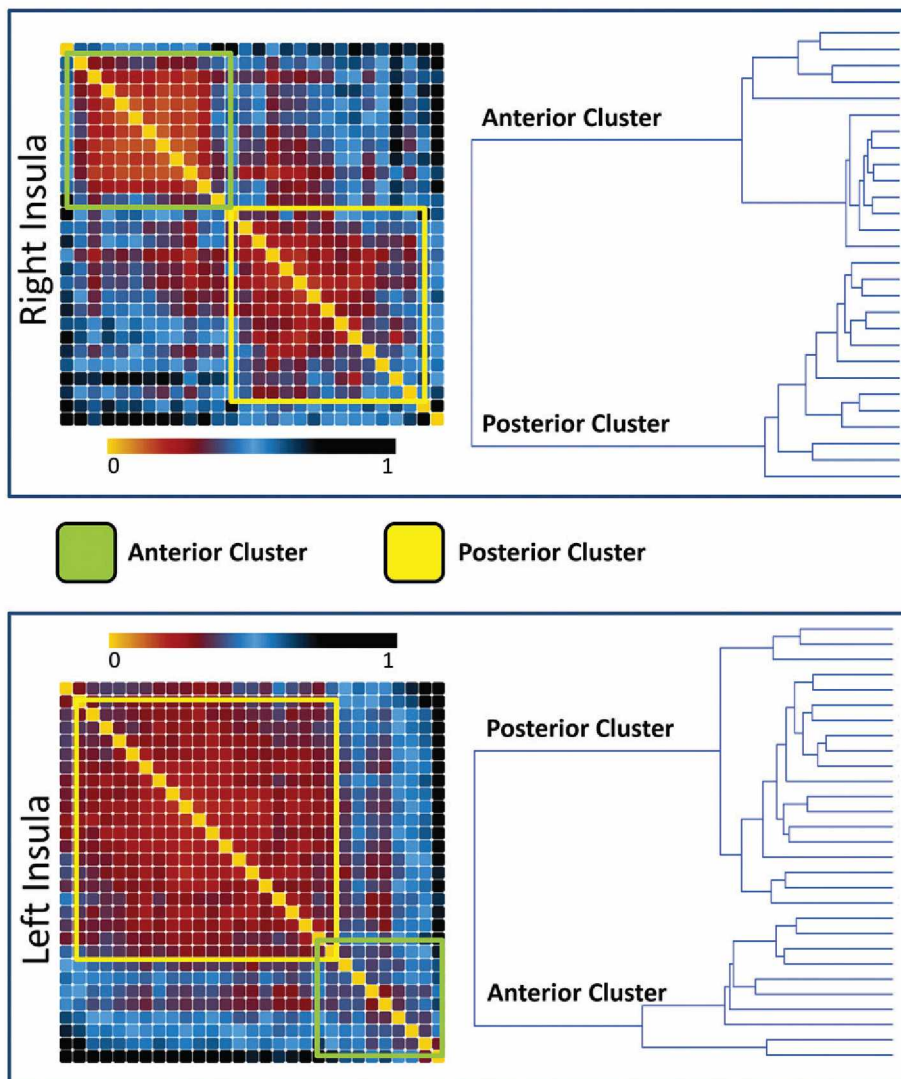 Right Insula
Anterior Cluster
Posterior Cluster
0 1
Anterior Cluster
Posterior Cluster
0 1
Left Insula
Posterior Cluster
Anterior Cluster